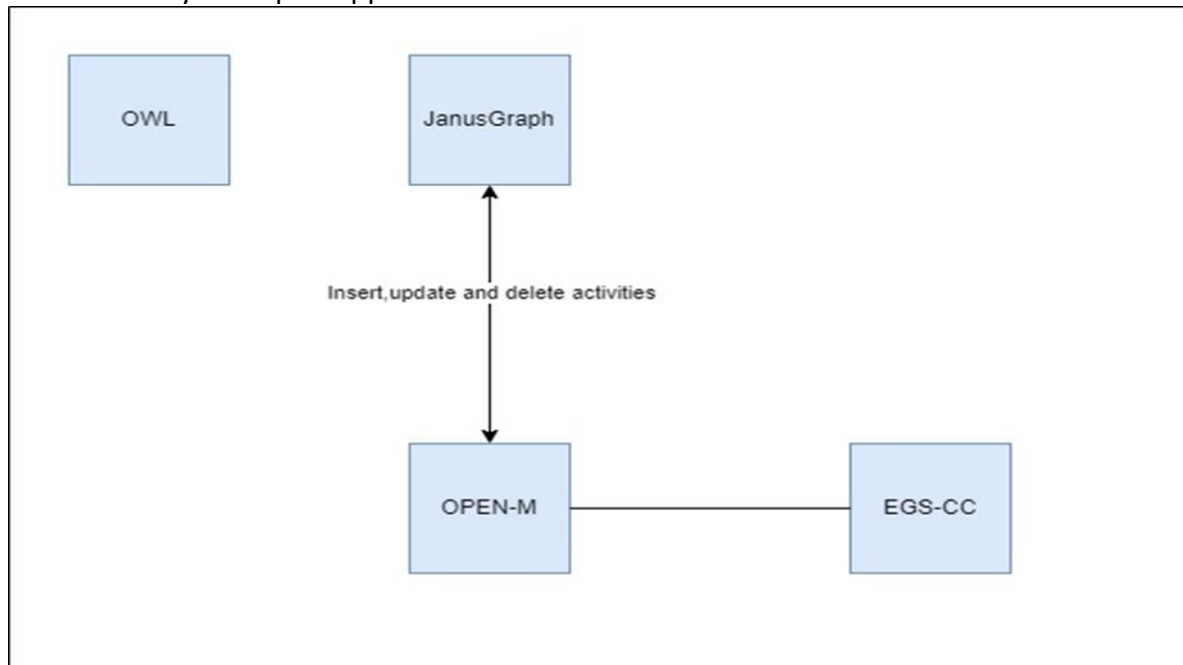 OWL
JanusGraph
Insert,update and delete activities
OPEN-M
EGS-CC